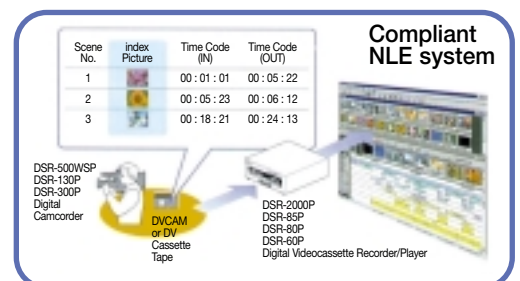 Compliant
NLE system
Scene No. index Picture Time Code (IN) Time Code (OUT)
1 00 : 01 : 01 00 : 05 : 22
2 00 : 05 : 23 00 : 06 : 12
3 00 : 18 : 21 00 : 24 : 13
DSR-500WSP
DSR-130P
DSR-300P
Digital
Camcorder
DVCAM
or DV
Cassette
Tape
DSR-2000P
DSR-85P
DSR-80P
DSR-60P
Digital Videocassette Recorder/Player